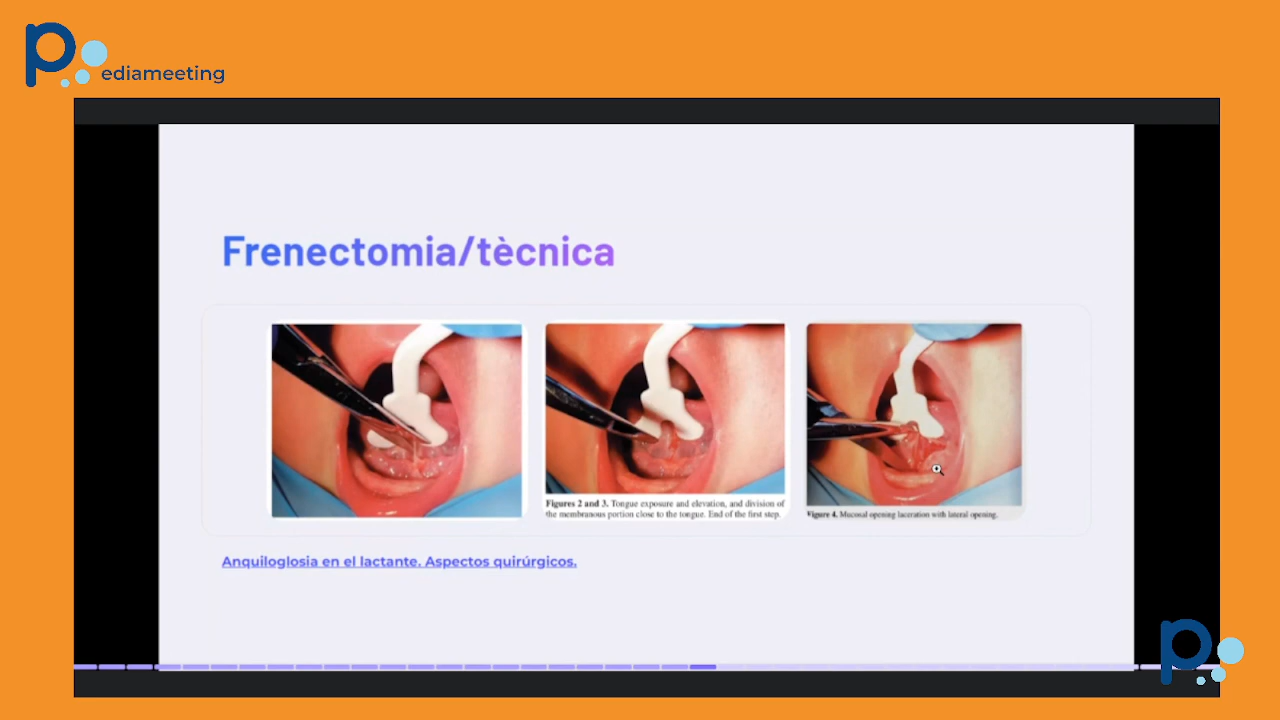 pediameeting
Frenectomia/tècnica
Figures 2 and 3. Tongue exposure and elevation, and division of
the membranous portion close to the tongue. End of the first step.
Figure 4. Mucosal opening laceration with lateral opening.
Anquiloglosia en el lactante. Aspectos quirúrgicos.
p